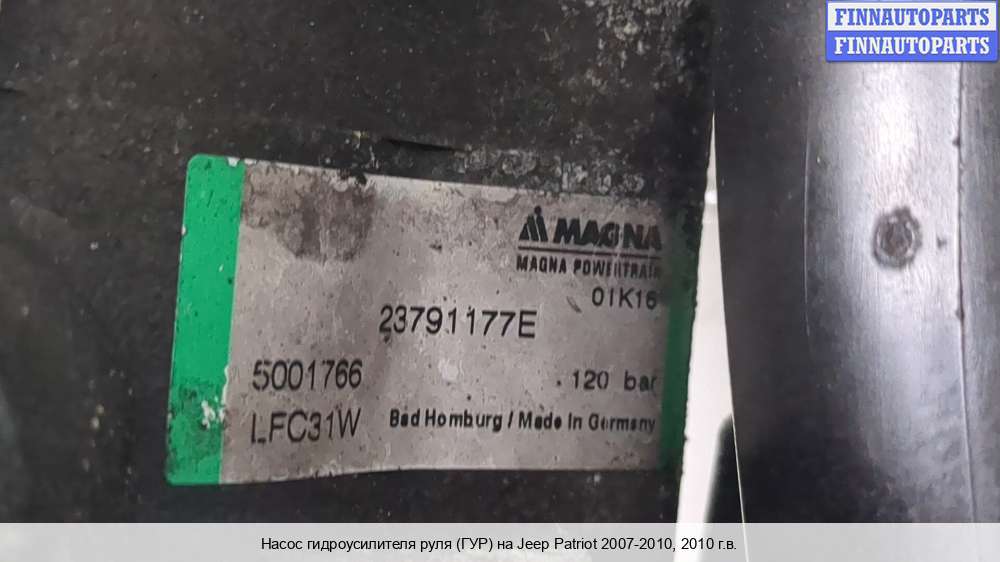 FINNAUTOPARTS
FINNAUTOPARTS
MAGNA
MAGNA POWERTRAIN
01K16
23791177E
5001766
120 bar
LFC31W
Bad Homburg / Made In Germany
Насос гидроусилителя руля (ГУР) на Jeep Patriot 2007-2010, 2010 г.в.